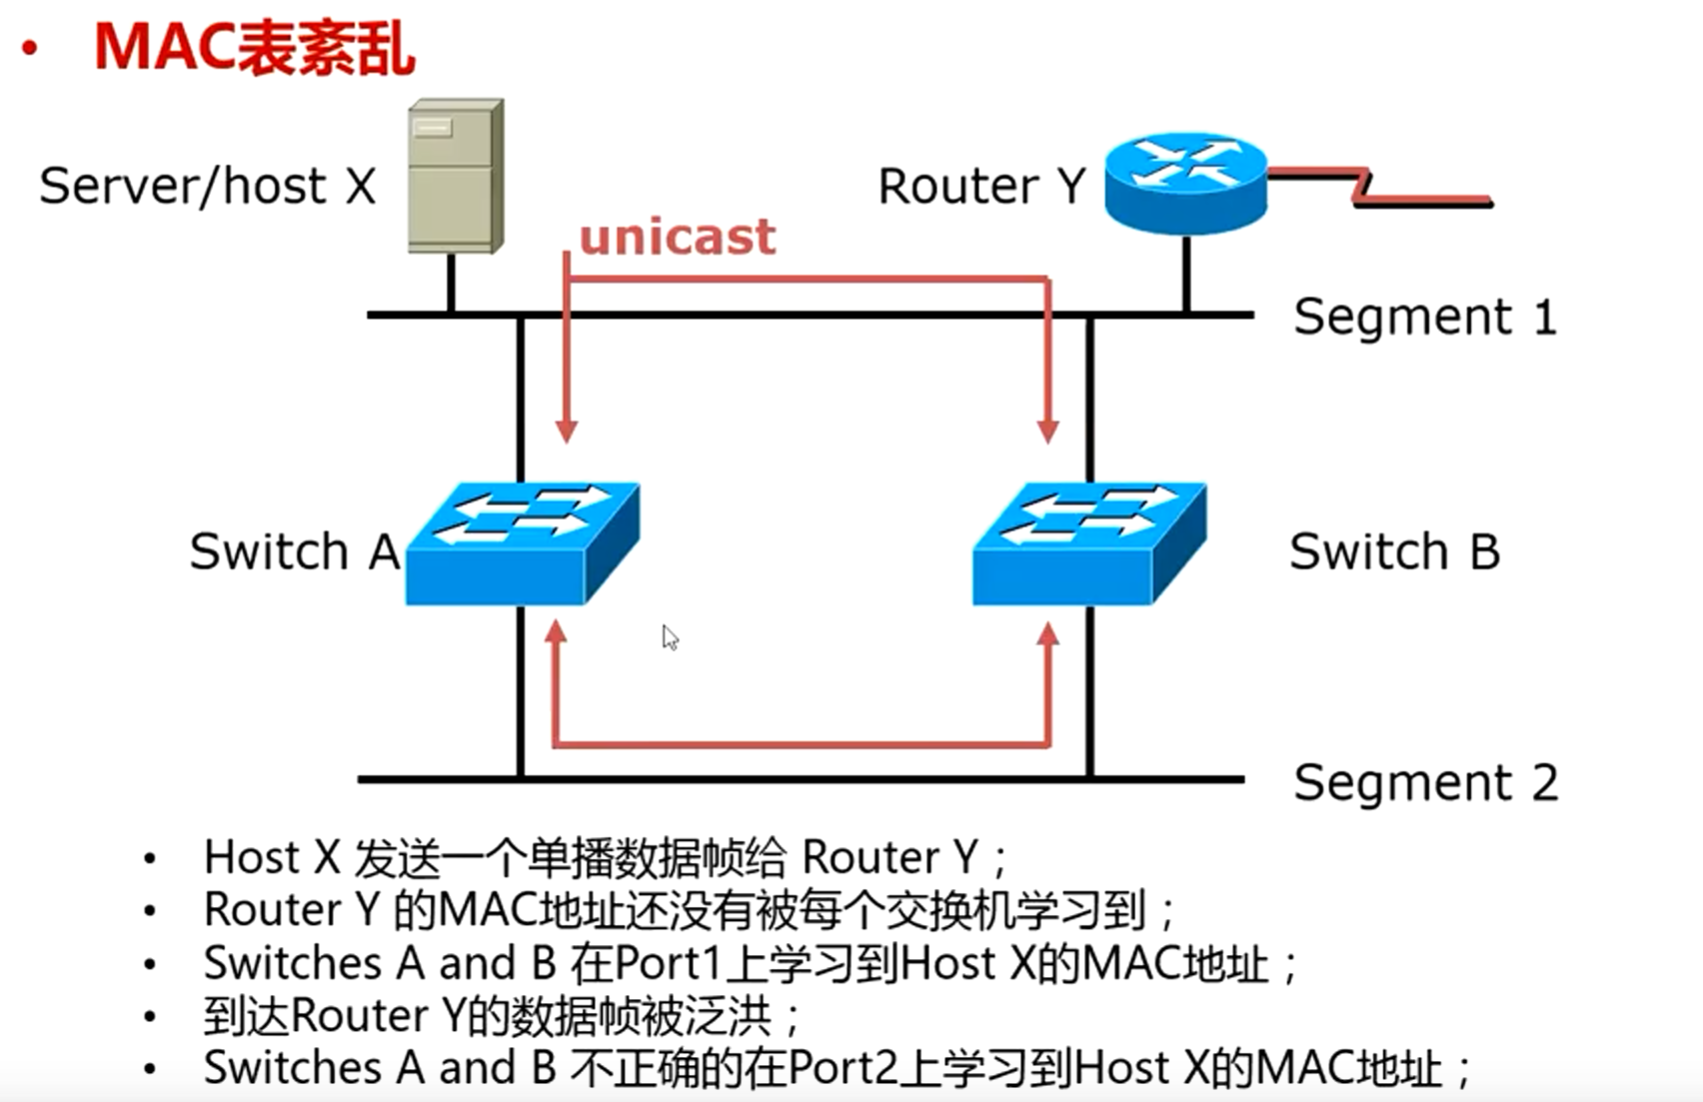 • MAC表紊乱
Server/host X
Router Y
unicast
Segment 1
Switch A
Switch B
Segment 2
• Host X 发送一个单播数据帧给 Router Y；
• Router Y 的MAC地址还没有被每个交换机学习到；
• Switches A and B 在Port1上学习到Host X的MAC地址；
• 到达Router Y的数据帧被泛洪；
• Switches A and B 不正确的在Port2上学习到Host X的MAC地址；